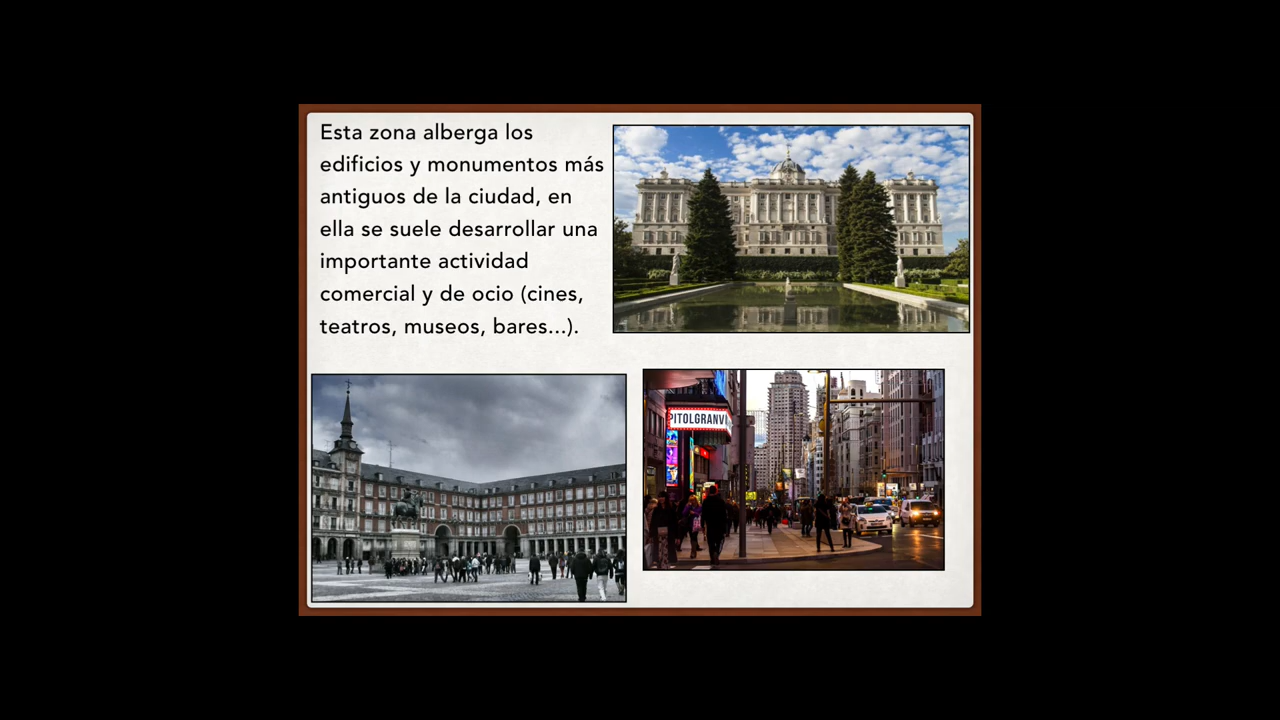 Esta zona alberga los
edificios y monumentos más
antiguos de la ciudad, en
ella se suele desarrollar una
importante actividad
comercial y de ocio (cines,
teatros, museos, bares...).
PITOLGRANVI